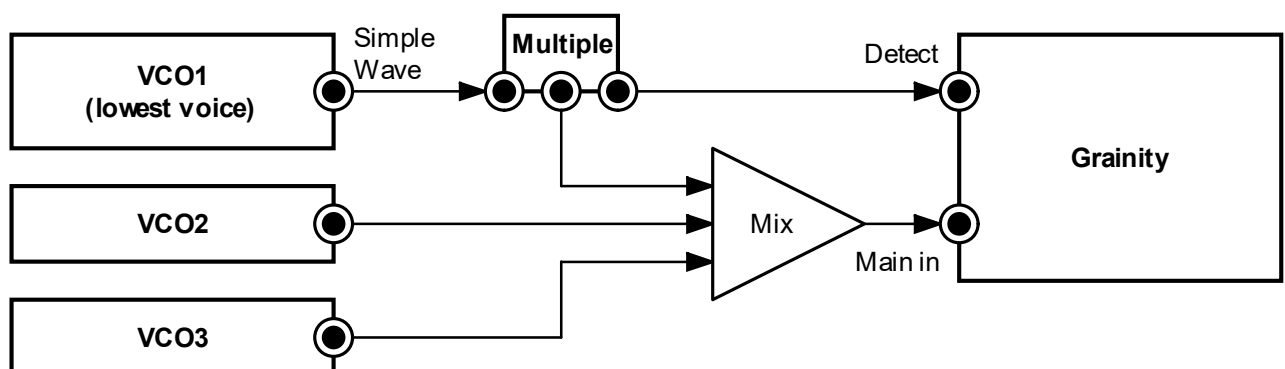 VCO1
(lowest voice)
Simple
Wave
Multiple
Detect
Grainity
VCO2
Mix
Main in
VCO3